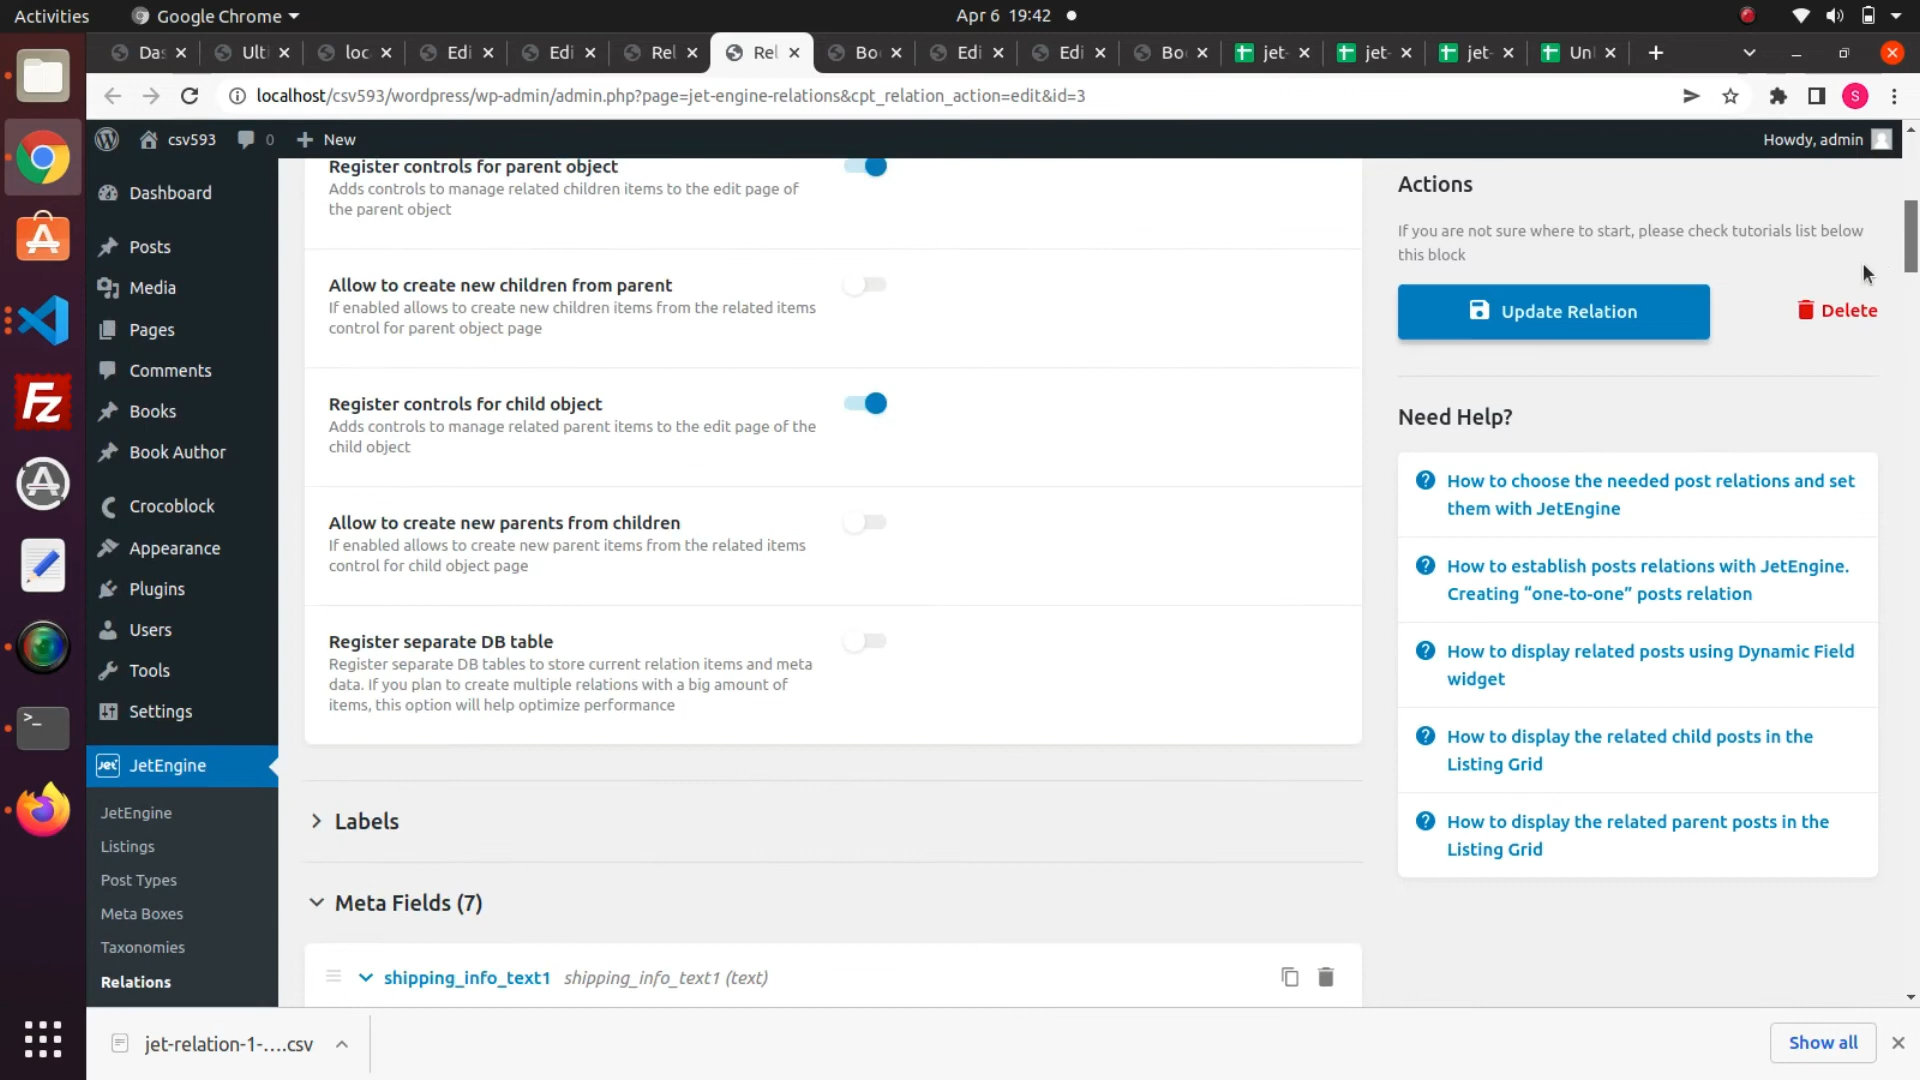 Activities
Google Chrome
Apr 6 19:42
Das
Ult
loc
Edi
Edi
Rel
Rel
Bo
Edi
Edi
Bo
jet-
jet-
jet-
Un
localhost/csv593/wordpress/wp-admin/admin.php?page=jet-engine-relations&cpt_relation_action=edit&id=3
S
csv593
0
New
Howdy, admin
Dashboard
Posts
Media
Pages
Comments
Books
Book Author
Crocoblock
Appearance
Plugins
Users
Tools
Settings
JetEngine
JetEngine
Listings
Post Types
Meta Boxes
Taxonomies
Relations
Register controls for parent object
Adds controls to manage related children items to the edit page of
the parent object
Allow to create new children from parent
If enabled allows to create new children items from the related items
control for parent object page
Register controls for child object
Adds controls to manage related parent items to the edit page of the
child object
Allow to create new parents from children
If enabled allows to create new parent items from the related items
control for child object page
Register separate DB table
Register separate DB tables to store current relation items and meta
data. If you plan to create multiple relations with a big amount of
items, this option will help optimize performance
Labels
Meta Fields (7)
shipping_info_text1 shipping_info_text1 (text)
Actions
If you are not sure where to start, please check tutorials list below
this block
Update Relation
Delete
Need Help?
How to choose the needed post relations and set
them with JetEngine
How to establish posts relations with JetEngine.
Creating “one-to-one” posts relation
How to display related posts using Dynamic Field
widget
How to display the related child posts in the
Listing Grid
How to display the related parent posts in the
Listing Grid
jet-relation-1-....csv
Show all